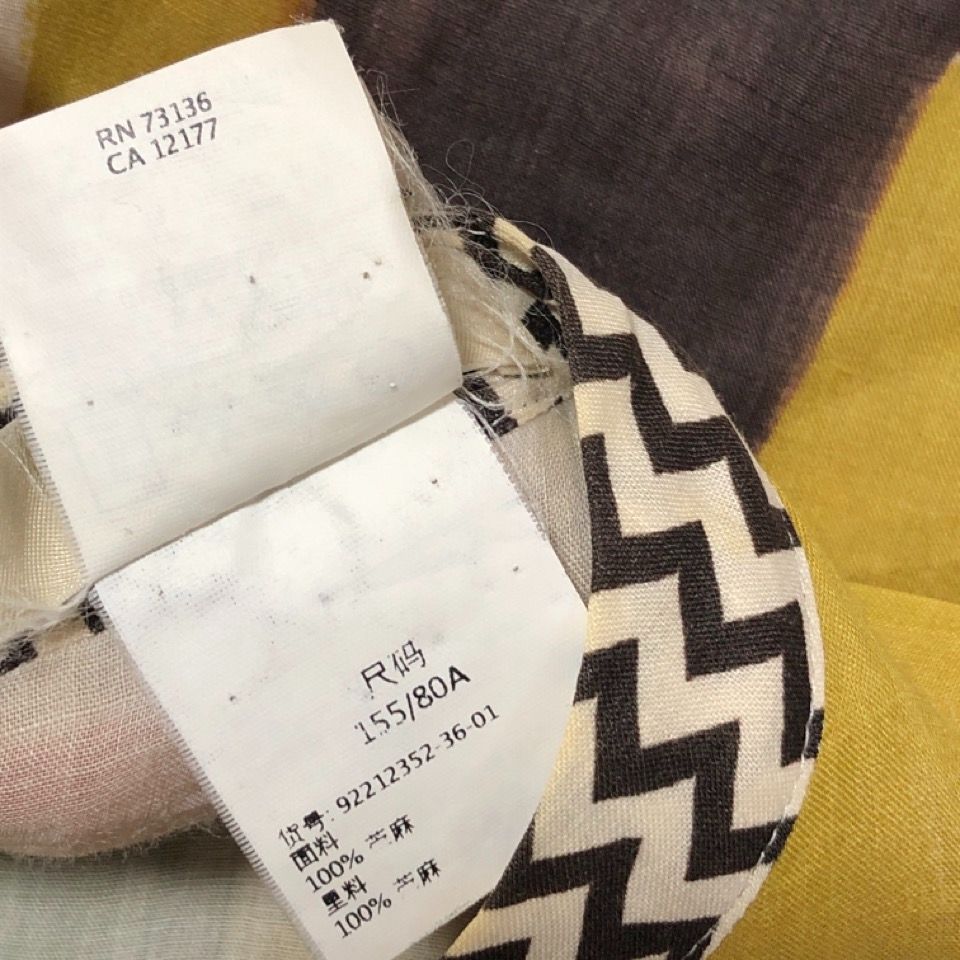 RN 73136
CA 12177
尺码
155/80A
货号: 92212352-36-01
面料
100% 苎麻
里料
100% 苎麻